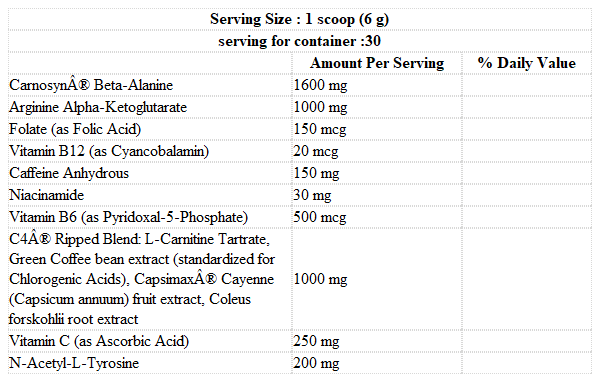 Serving Size : 1 scoop (6 g)
serving for container :30
Amount Per Serving % Daily Value
CarnosynÂ® Beta-Alanine 1600 mg
Arginine Alpha-Ketoglutarate 1000 mg
Folate (as Folic Acid) 150 mcg
Vitamin B12 (as Cyancobalamin) 20 mcg
Caffeine Anhydrous 150 mg
Niacinamide 30 mg
Vitamin B6 (as Pyridoxal-5-Phosphate) 500 mcg
C4Â® Ripped Blend: L-Carnitine Tartrate,
Green Coffee bean extract (standardized for
Chlorogenic Acids), CapsimaxÂ® Cayenne 1000 mg
(Capsicum annuum) fruit extract, Coleus
forskohlii root extract
Vitamin C (as Ascorbic Acid) 250 mg
N-Acetyl-L-Tyrosine 200 mg